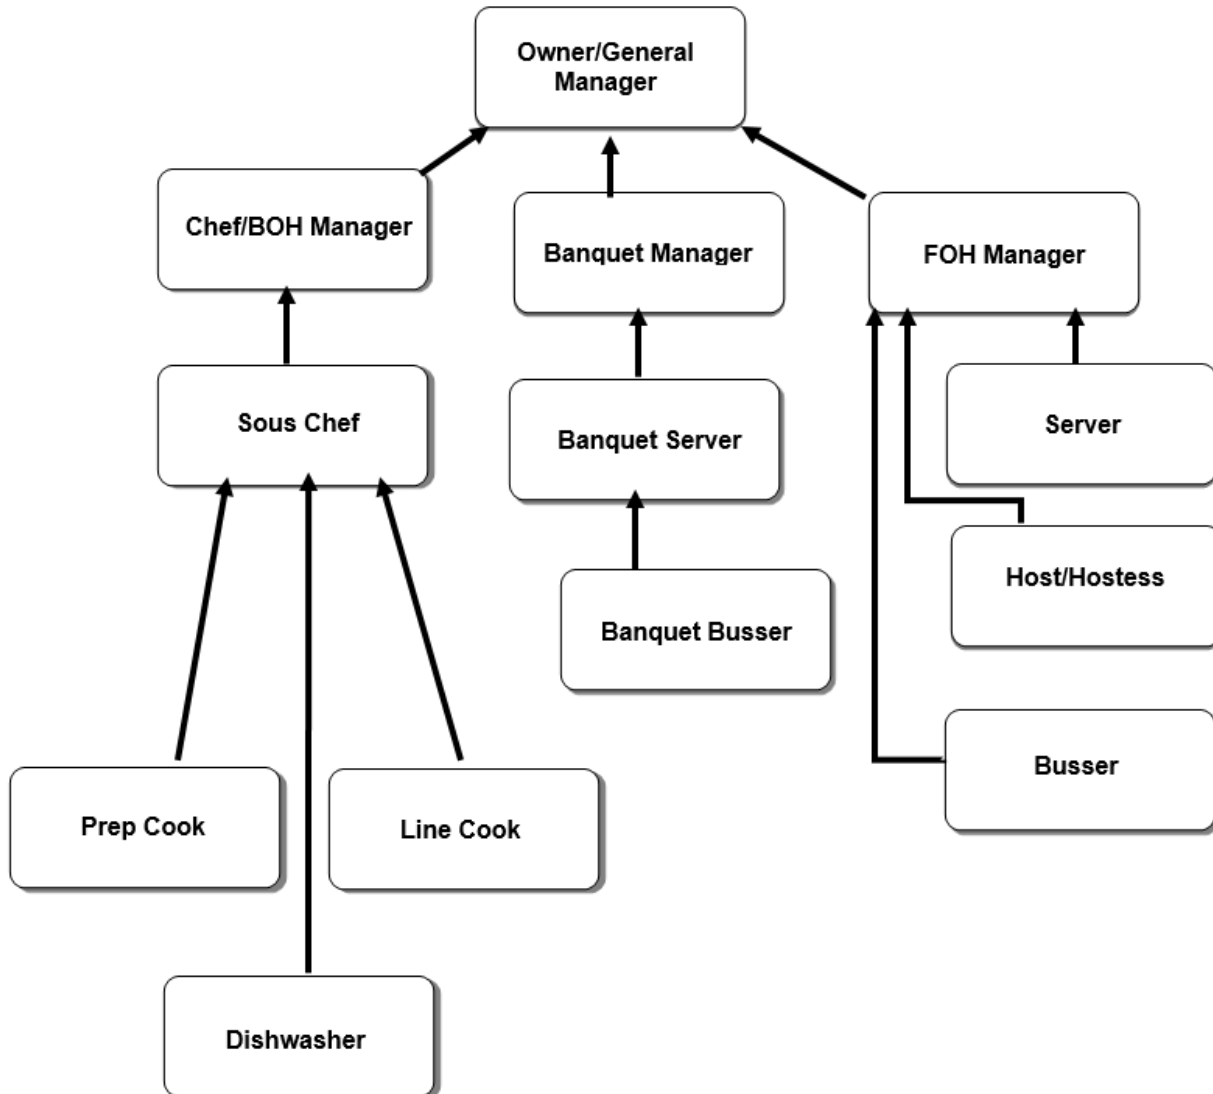 Owner/General
Manager
Chef/BOH Manager
Banquet Manager
FOH Manager
Sous Chef
Banquet Server
Server
Host/Hostess
Banquet Busser
Busser
Prep Cook
Line Cook
Dishwasher